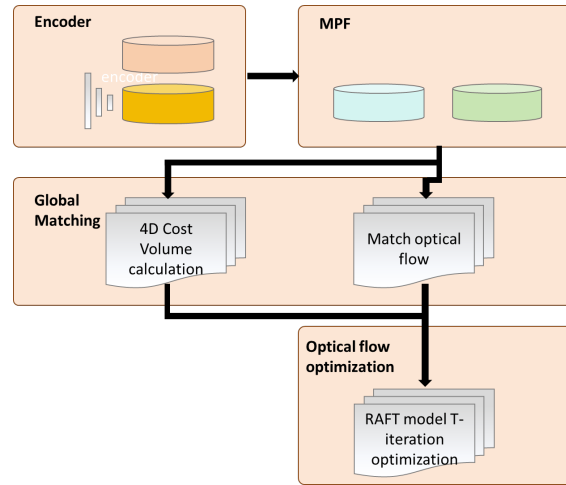 Encoder
encoder
MPF
Global
Matching
4D Cost
Volume
calculation
Match optical
flow
Optical flow
optimization
RAFT model T-
iteration
optimization